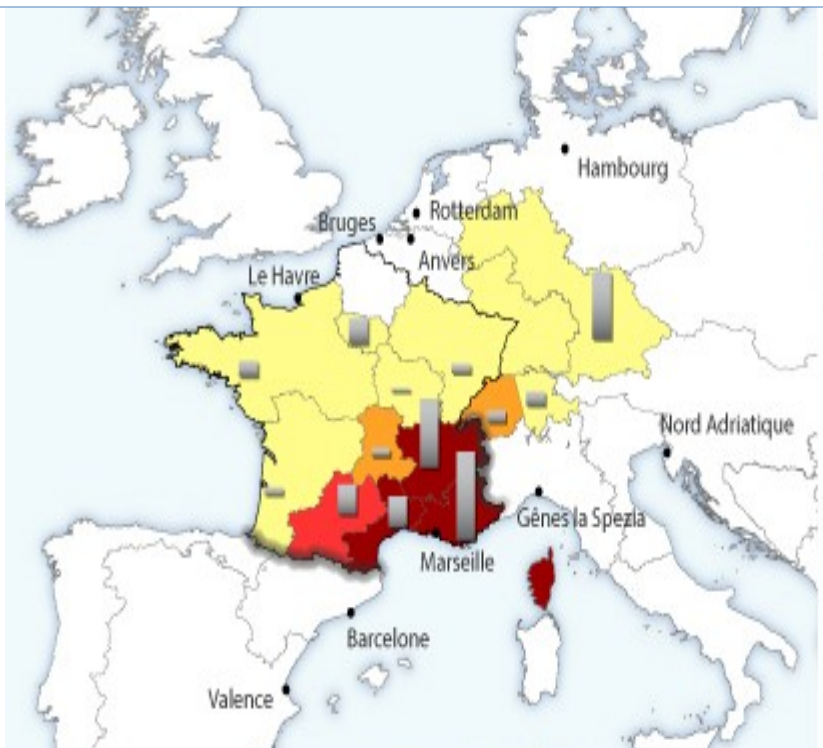 Hambourg
Rotterdam
Bruges
Anvers
Le Havre
Nord Adriatique
Gênes la Spezia
Marseille
Barcelone
Valence